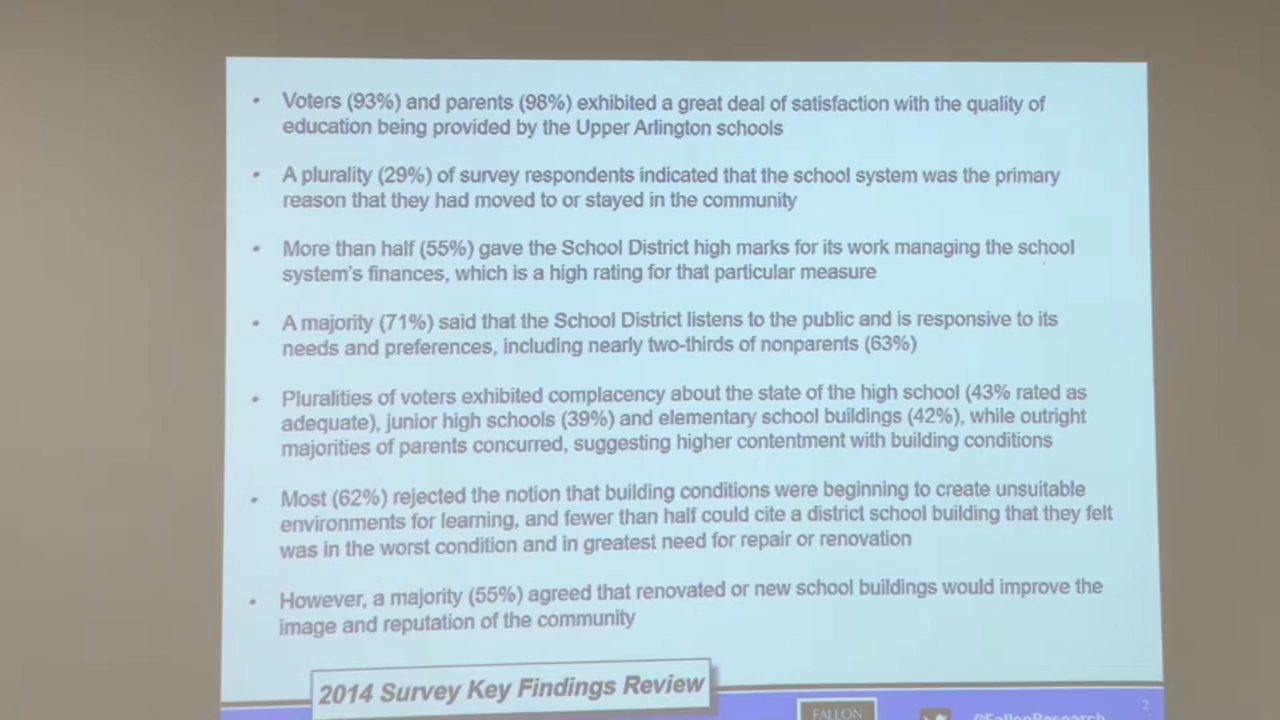 • Voters (93%) and parents (98%) exhibited a great deal of satisfaction with the quality of
education being provided by the Upper Arlington schools
• A plurality (29%) of survey respondents indicated that the school system was the primary
reason that they had moved to or stayed in the community
• More than half (55%) gave the School District high marks for its work managing the school
system's finances, which is a high rating for that particular measure
• A majority (71%) said that the School District listens to the public and is responsive to its
needs and preferences, including nearly two-thirds of nonparents (63%)
• Pluralities of voters exhibited complacency about the state of the high school (43% rated as
adequate), junior high schools (39%) and elementary school buildings (42%), while outright
majorities of parents concurred, suggesting higher contentment with building conditions
• Most (62%) rejected the notion that building conditions were beginning to create unsuitable
environments for learning, and fewer than half could cite a district school building that they felt
was in the worst condition and in greatest need for repair or renovation
• However, a majority (55%) agreed that renovated or new school buildings would improve the
image and reputation of the community
2014 Survey Key Findings Review
FALLON
@FallonResearch
2